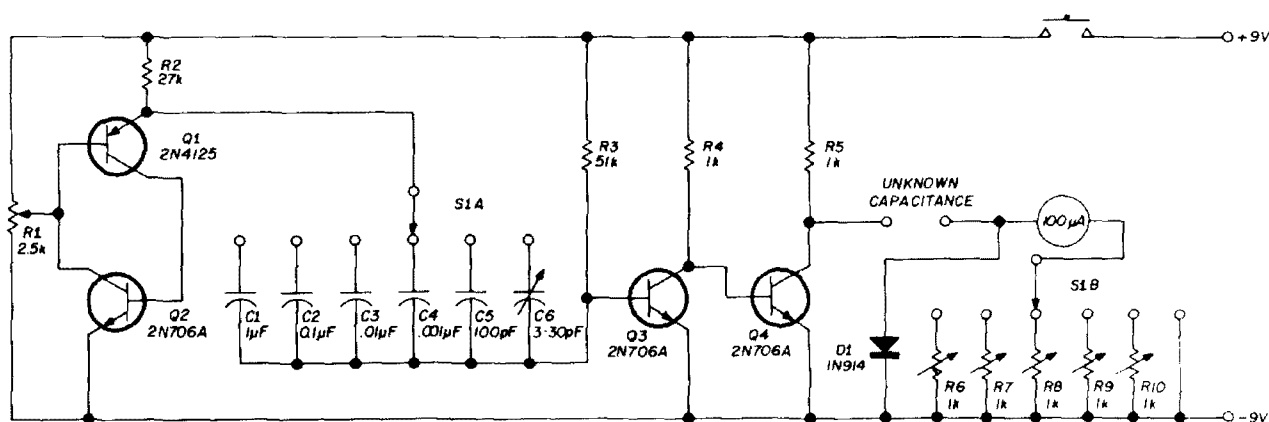 +9V
R2
27k
Q1
2N4125
R1
2.5k
Q2
2N706A
S1A
C1
1µF
C2
0.1µF
C3
.01µF
C4
.001µF
C5
100pF
C6
3-30pF
R3
51k
R4
1k
R5
1k
Q3
2N706A
Q4
2N706A
UNKNOWN
CAPACITANCE
100µA
S1B
D1
1N914
R6
1k
R7
1k
R8
1k
R9
1k
R10
1k
-9V